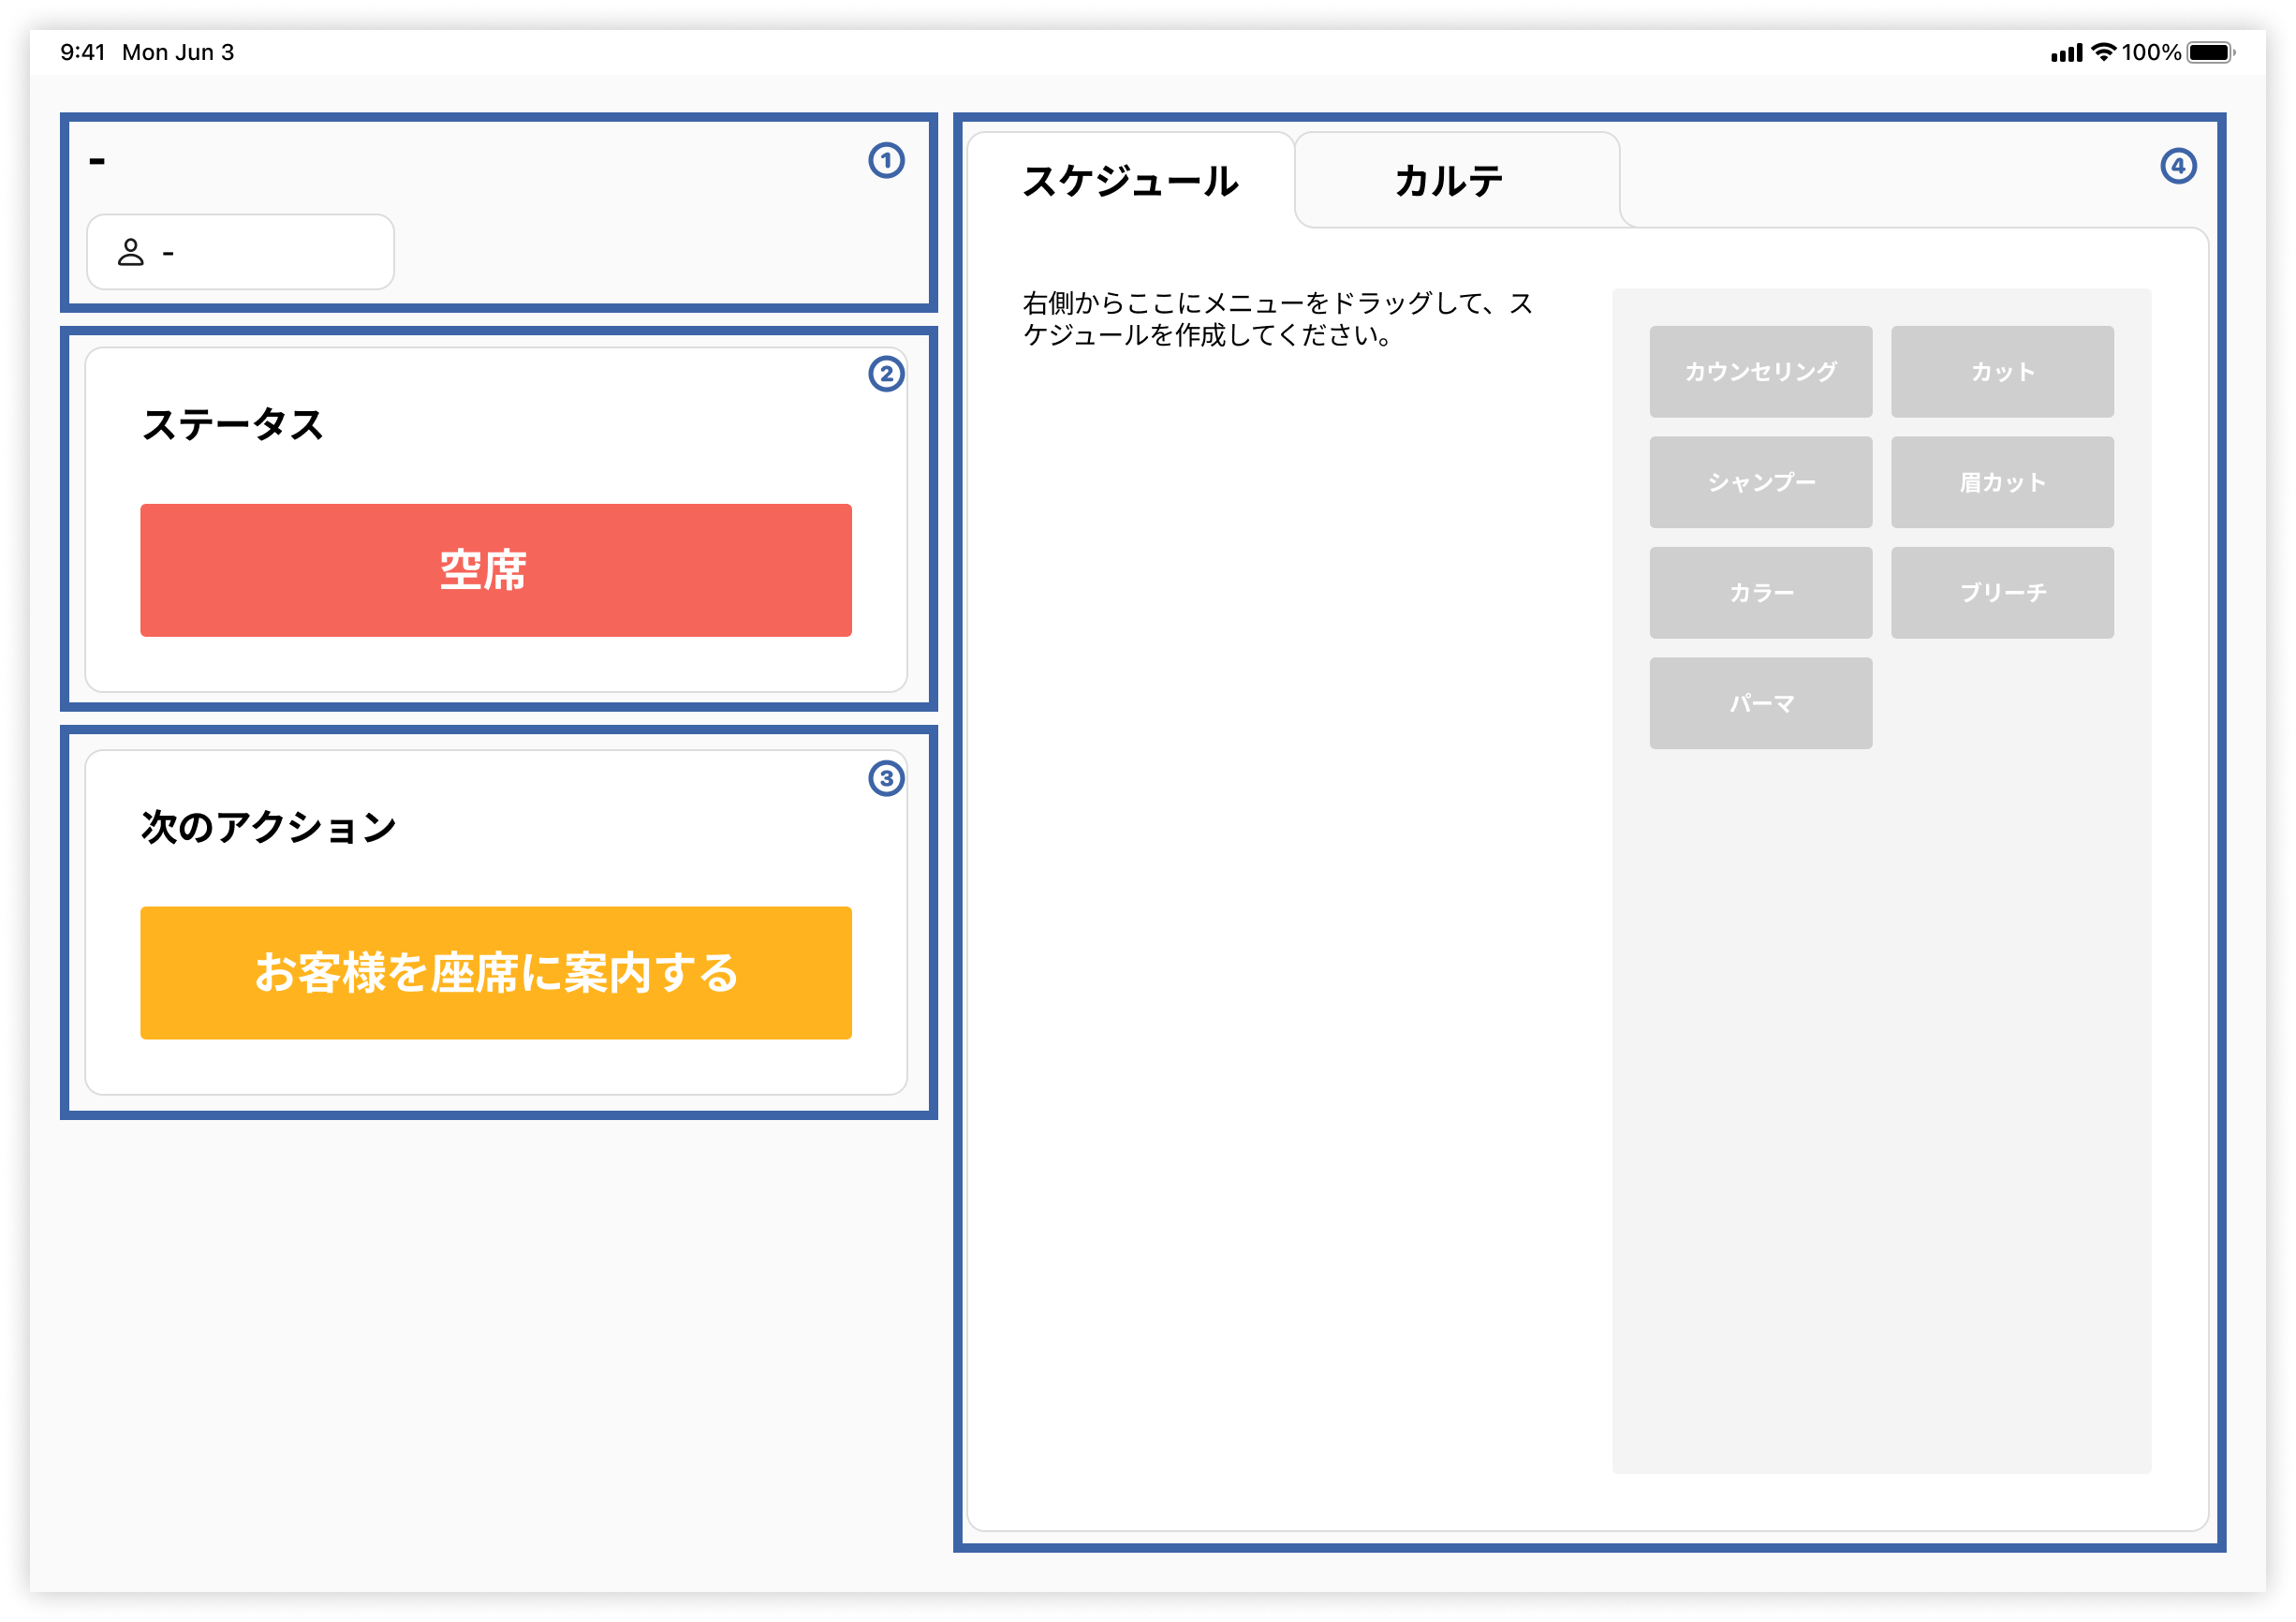 9:41 Mon Jun 3
100%
-
①
-
②
ステータス
空席
③
次のアクション
お客様を座席に案内する
④
スケジュール
カルテ
右側からここにメニューをドラッグして、ス
ケジュールを作成してください。
カウンセリング
カット
シャンプー
眉カット
カラー
ブリーチ
パーマ